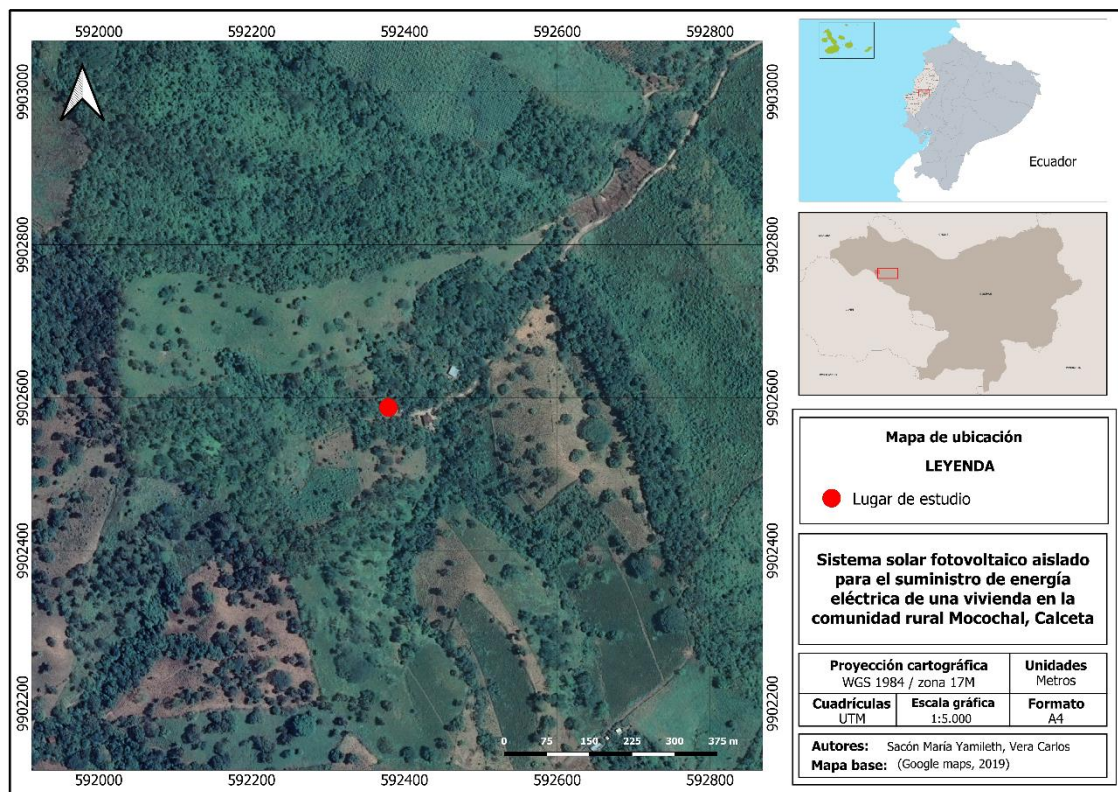 592000 592200 592400 592600 592800
9903000
9902800
9902600
9902400
9902200
9903000
9902800
9902600
9902400
9902200
0 75 150 225 300 375 m
592000 592200 592400 592600 592800
Ecuador
Mapa de ubicación
LEYENDA
Lugar de estudio
Sistema solar fotovoltaico aislado
para el suministro de energía
eléctrica de una vivienda en la
comunidad rural Mocochal, Calceta
Proyección cartográfica
WGS 1984 / zona 17M
Unidades
Metros
Cuadrículas
UTM
Escala gráfica
1:5.000
Formato
A4
Autores: Sacón María Yamileth, Vera Carlos
Mapa base: (Google maps, 2019)